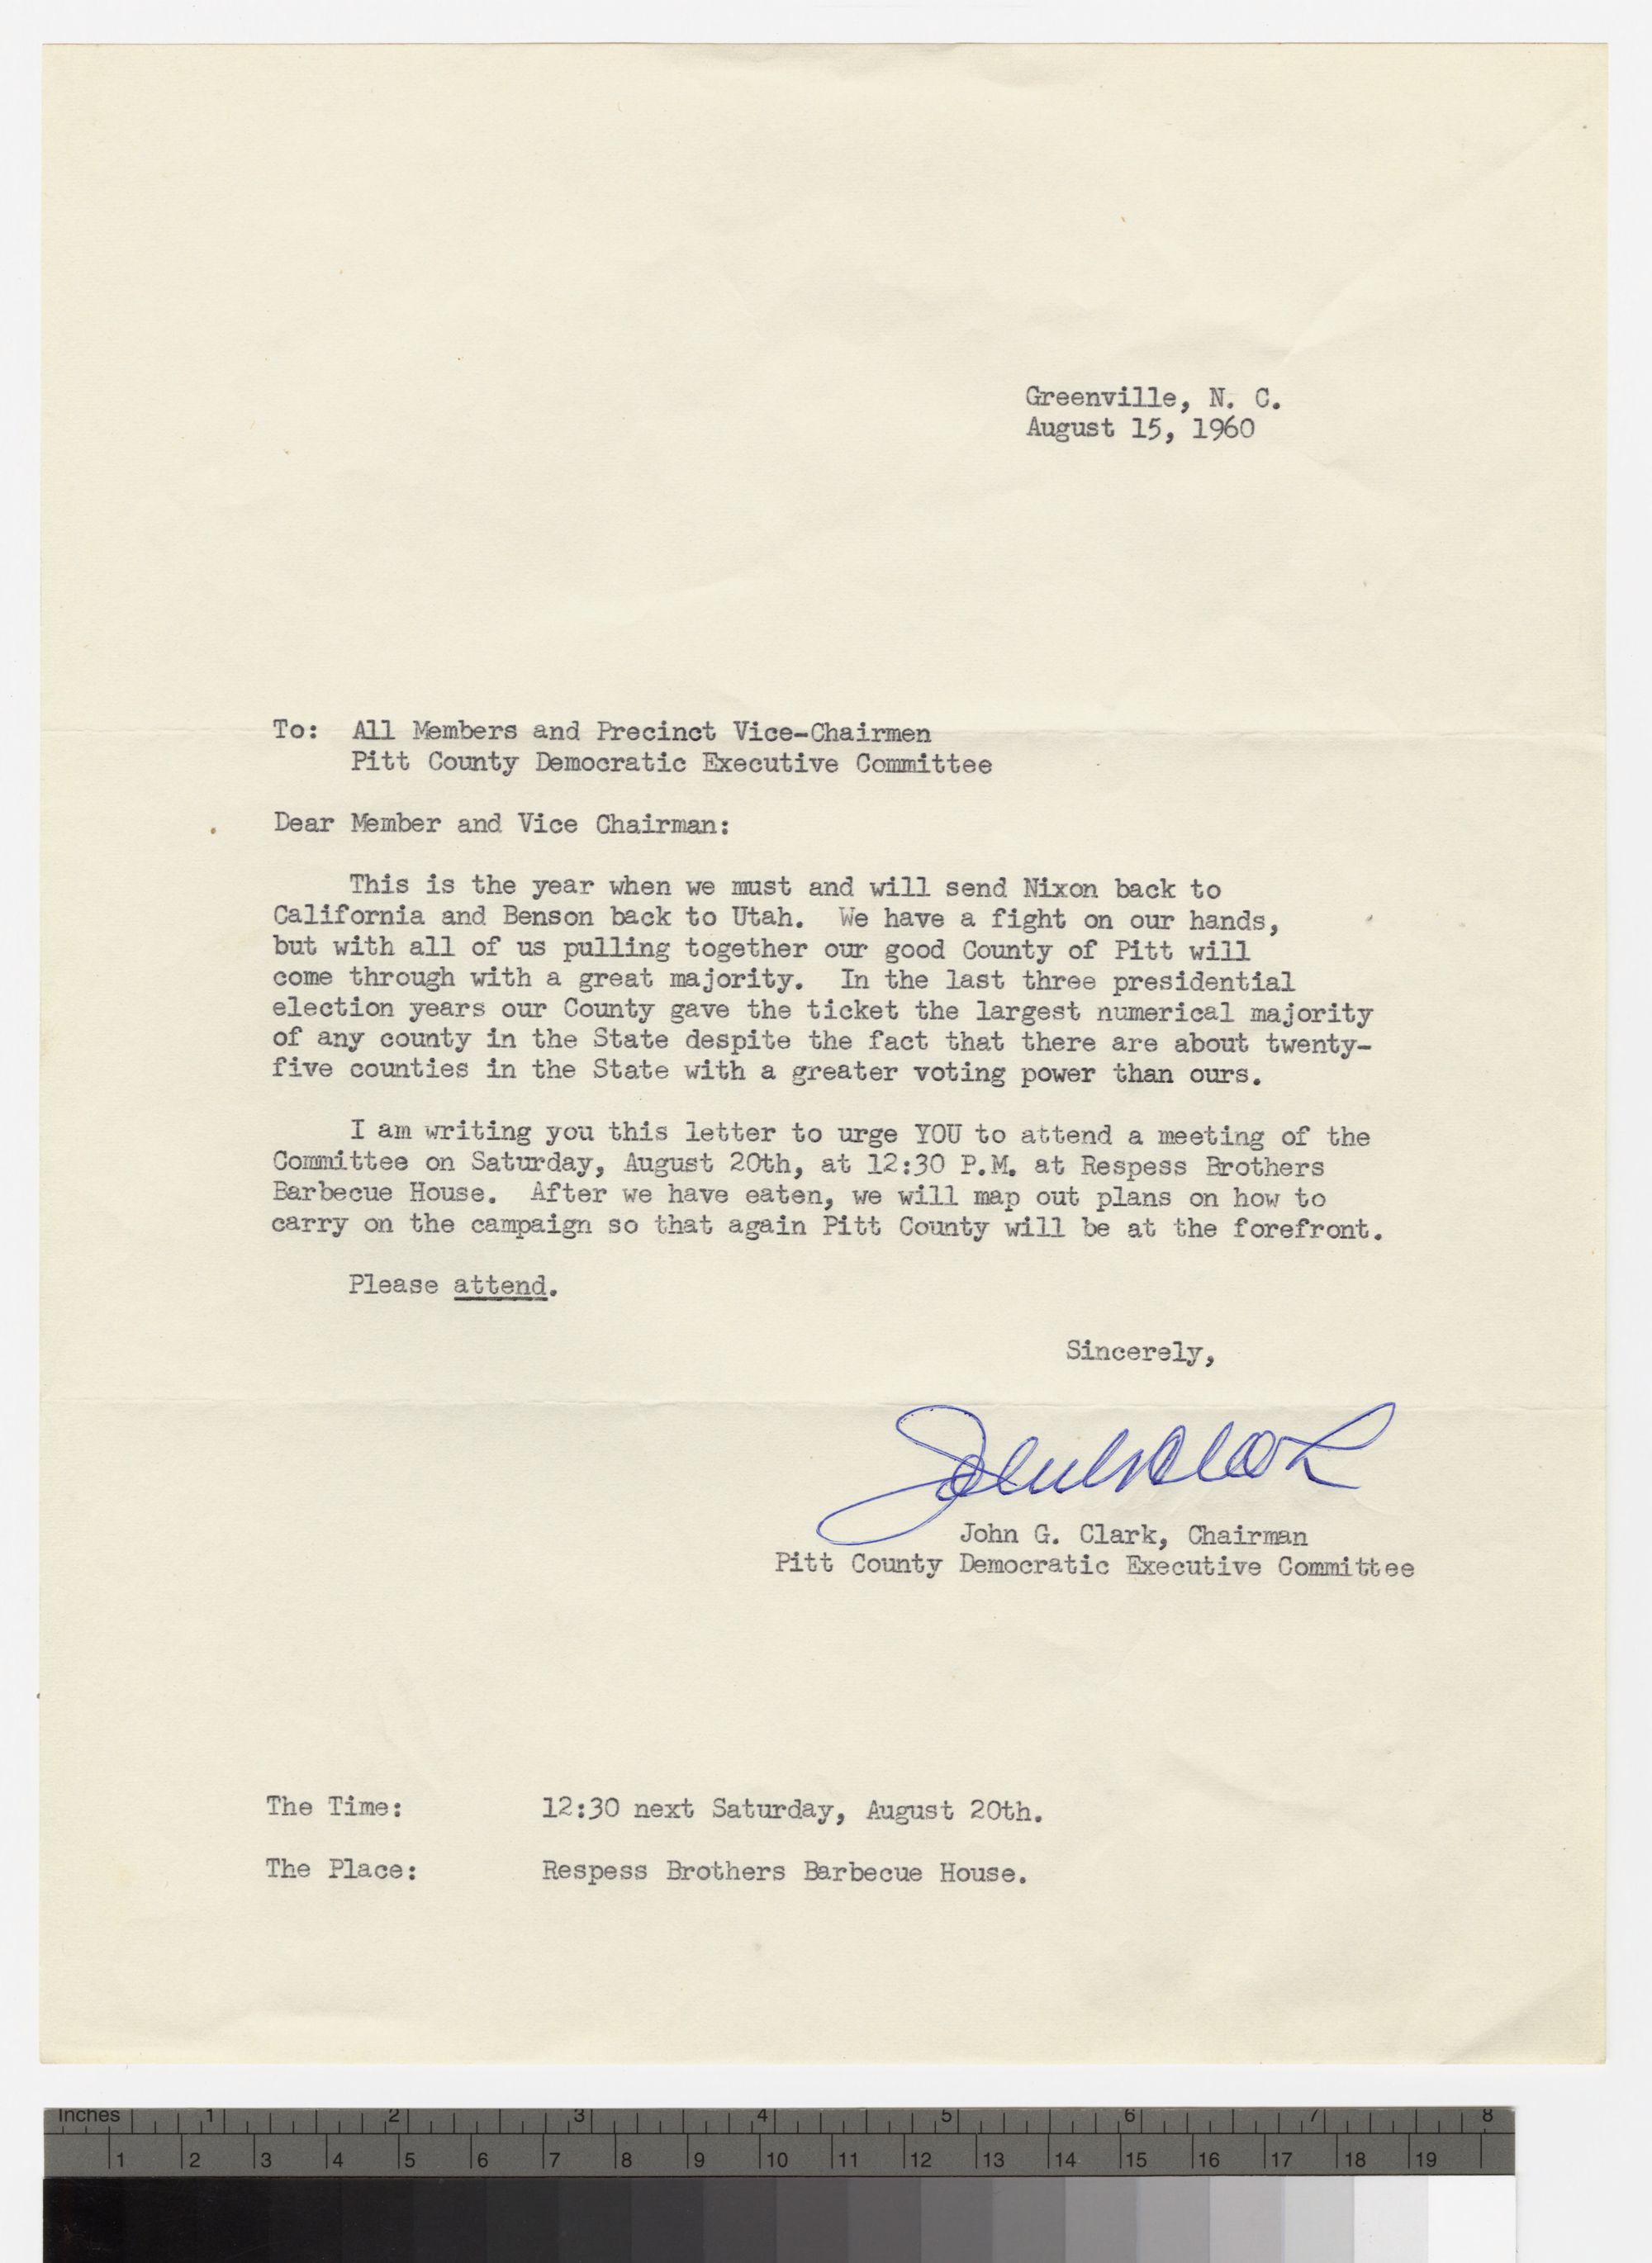 Greenville, N. C.
August 15, 1960
To: All Members and Precinct Vice-Chairmen
Pitt County Democratic Executive Committee
Dear Member and Vice Chairman:
This is the year when we must and will send Nixon back to
California and Benson back to Utah. We have a fight on our hands,
but with all of us pulling together our good County of Pitt will
come through with a great majority. In the last three presidential
election years our County gave the ticket the largest numerical majority
of any county in the State despite the fact that there are about twenty-
five counties in the State with a greater voting power than ours.
I am writing you this letter to urge YOU to attend a meeting of the
Committee on Saturday, August 20th, at 12:30 P.M. at Respess Brothers
Barbecue House. After we have eaten, we will map out plans on how to
carry on the campaign so that again Pitt County will be at the forefront.
Please attend.
Sincerely,
John G. Clark
John G. Clark, Chairman
Pitt County Democratic Executive Committee
The Time: 12:30 next Saturday, August 20th.
The Place: Respess Brothers Barbecue House.
Inches 1 2 3 4 5 6 7 8
1 2 3 4 5 6 7 8 9 10 11 12 13 14 15 16 17 18 19